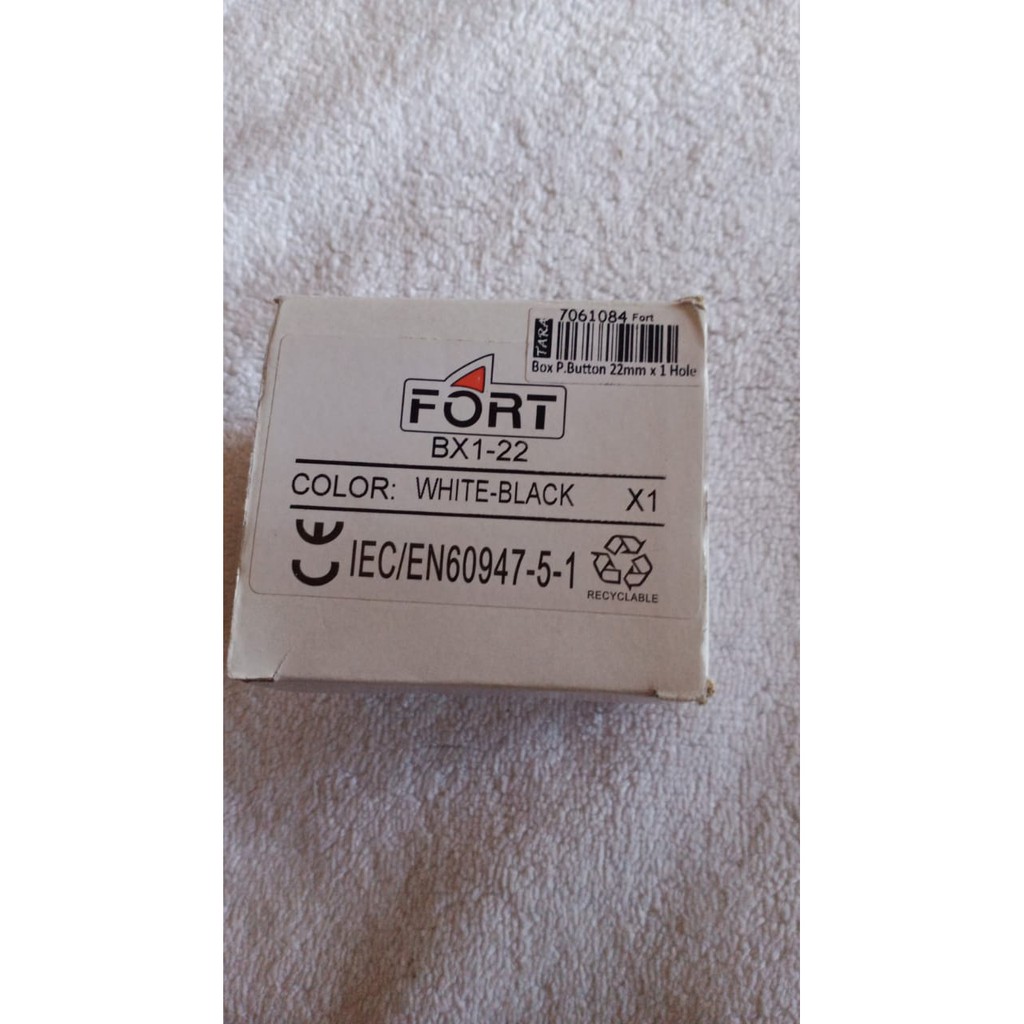 7061084 Fort
TARA
Box P.Button 22mm x 1 Hole
FORT
BX1-22
COLOR: WHITE-BLACK X1
CE IEC/EN60947-5-1
RECYCLABLE